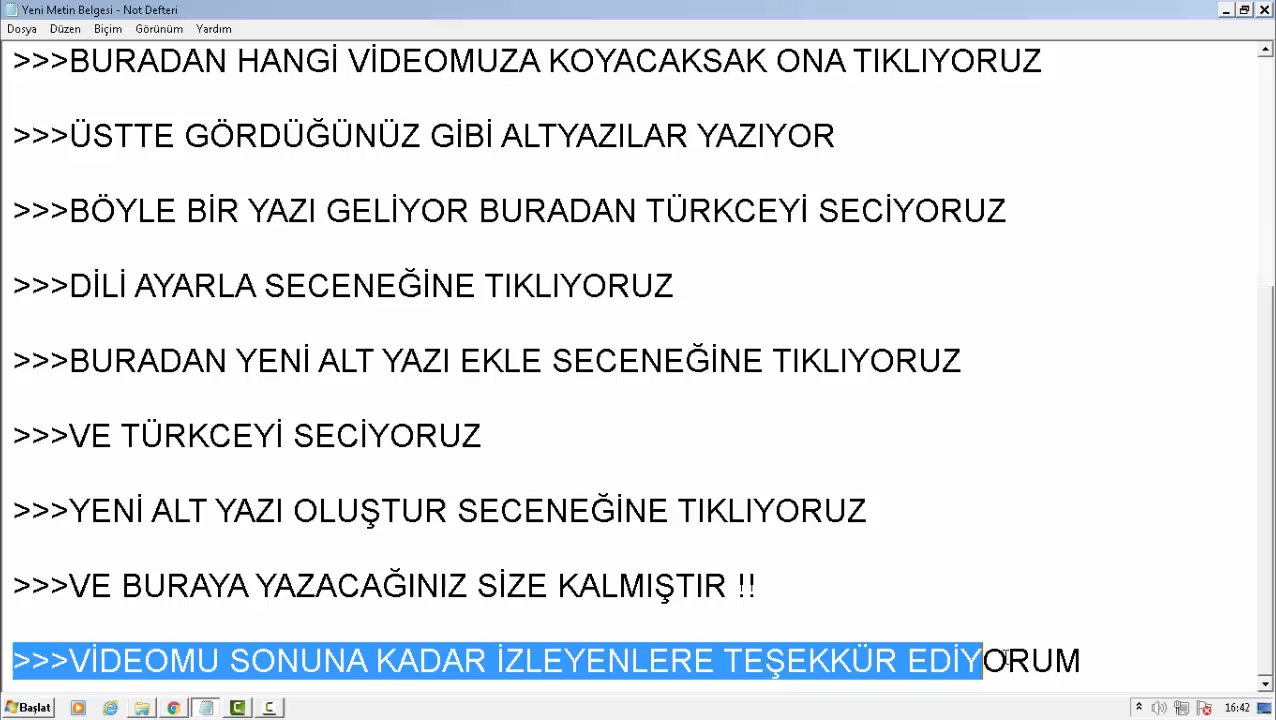 Yeni Metin Belgesi - Not Defteri
Dosya Düzen Biçim Görünüm Yardım
>>>BURADAN HANGİ VİDEOMUZA KOYACAKSAK ONA TIKLIYORUZ
>>>ÜSTTE GÖRDÜĞÜNÜZ GİBİ ALTYAZILAR YAZIYOR
>>>BÖYLE BİR YAZI GELİYOR BURADAN TÜRKCEYİ SECİYORUZ
>>>DİLİ AYARLA SECENEĞİNE TIKLIYORUZ
>>>BURADAN YENİ ALT YAZI EKLE SECENEĞİNE TIKLIYORUZ
>>>VE TÜRKCEYİ SECİYORUZ
>>>YENİ ALT YAZI OLUŞTUR SECENEĞİNE TIKLIYORUZ
>>>VE BURAYA YAZACAĞINIZ SİZE KALMIŞTIR !!
>>>VİDEOMU SONUNA KADAR İZLEYENLERE TEŞEKKÜR EDİYORUM
Başlat 16:42